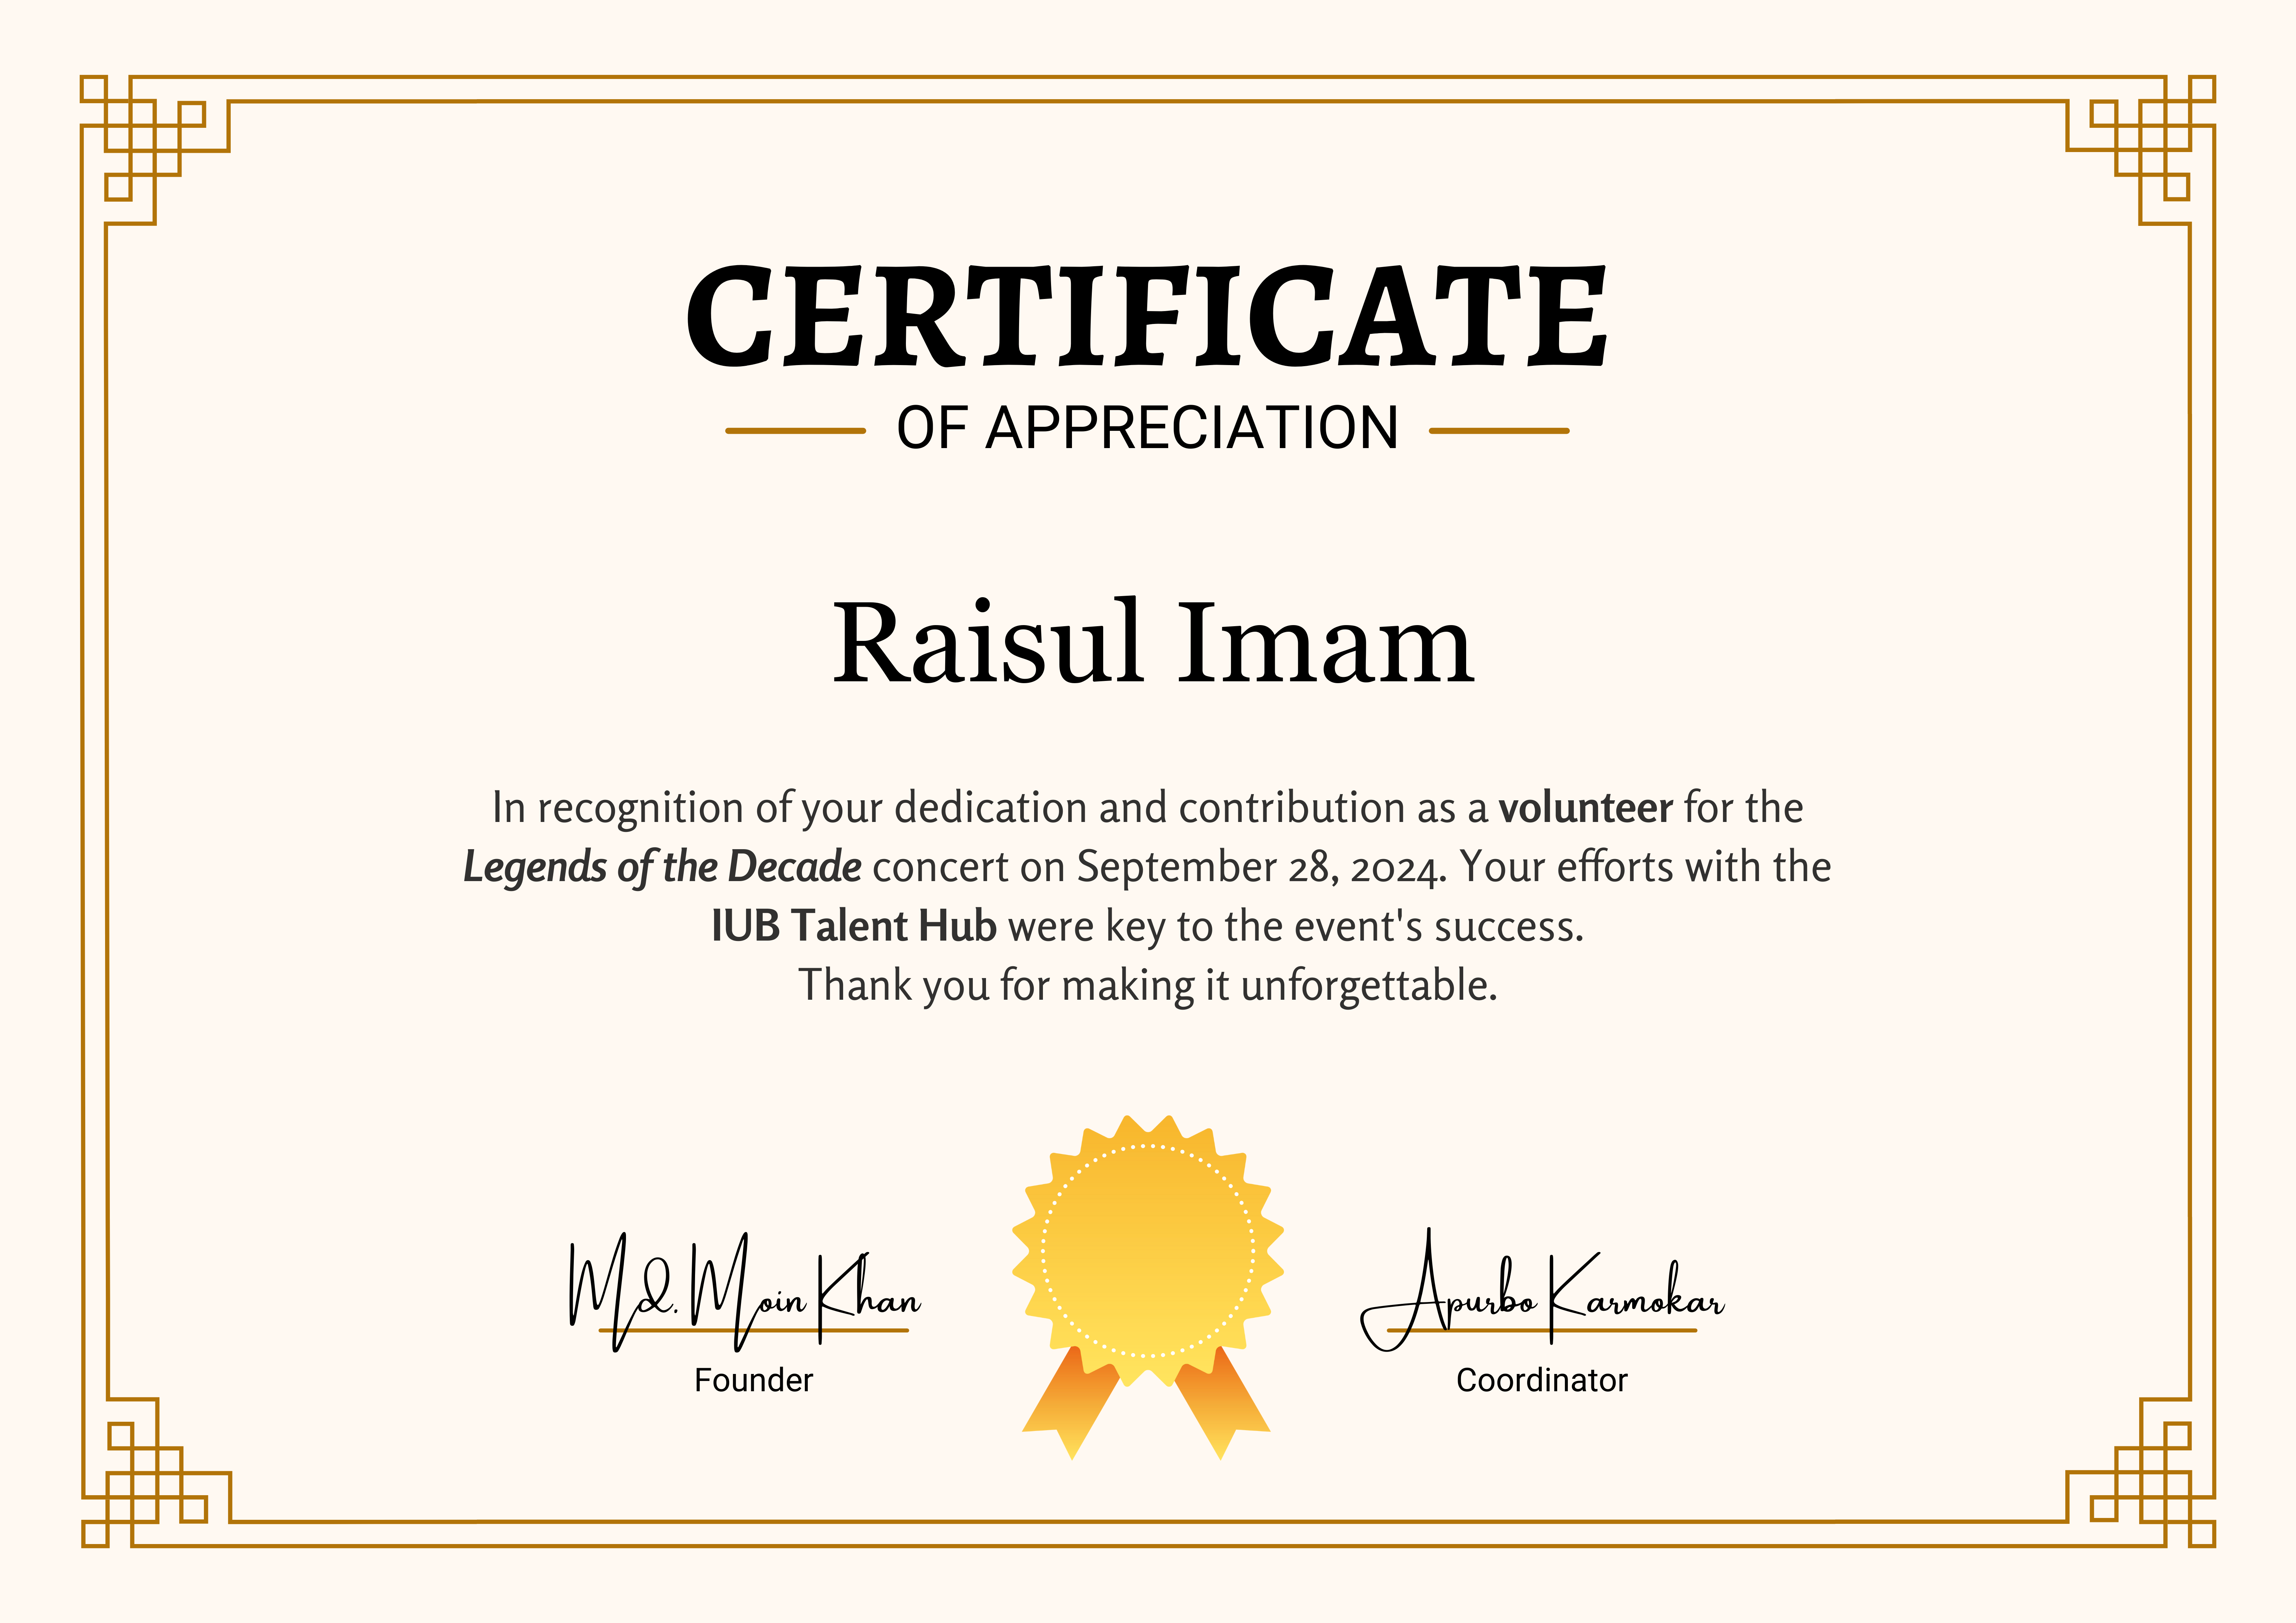 CERTIFICATE
OF APPRECIATION
Raisul Imam
In recognition of your dedication and contribution as a volunteer for the
Legends of the Decade concert on September 28, 2024. Your efforts with the
IUB Talent Hub were key to the event's success.
Thank you for making it unforgettable.
Md. Moin Khan
Founder
Apurbo Karmokar
Coordinator